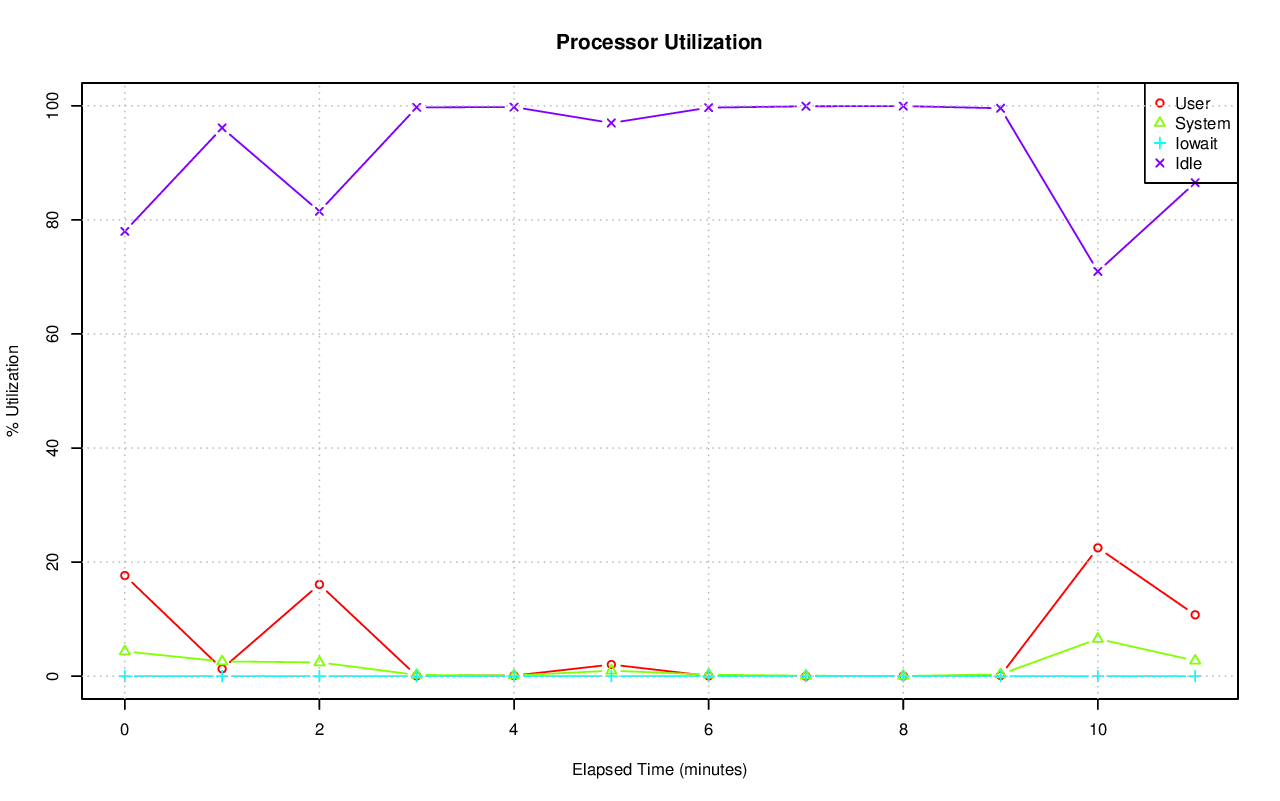 Processor Utilization
% Utilization
100
80
60
40
20
0
User
System
Iowait
Idle
0 2 4 6 8 10
Elapsed Time (minutes)